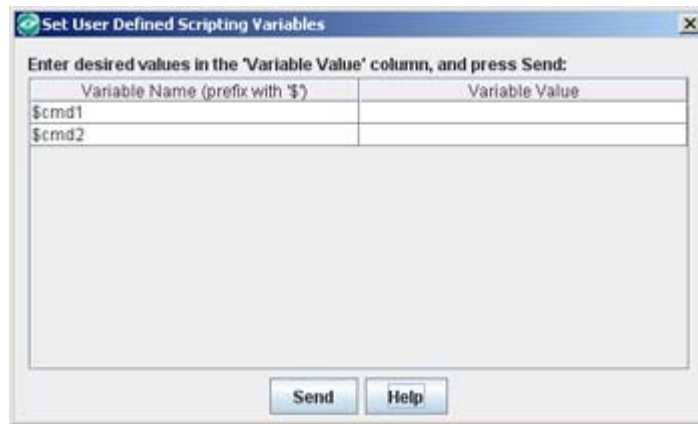 Set User Defined Scripting Variables
Enter desired values in the 'Variable Value' column, and press Send:
Variable Name (prefix with '$') Variable Value
$cmd1
$cmd2
Send Help